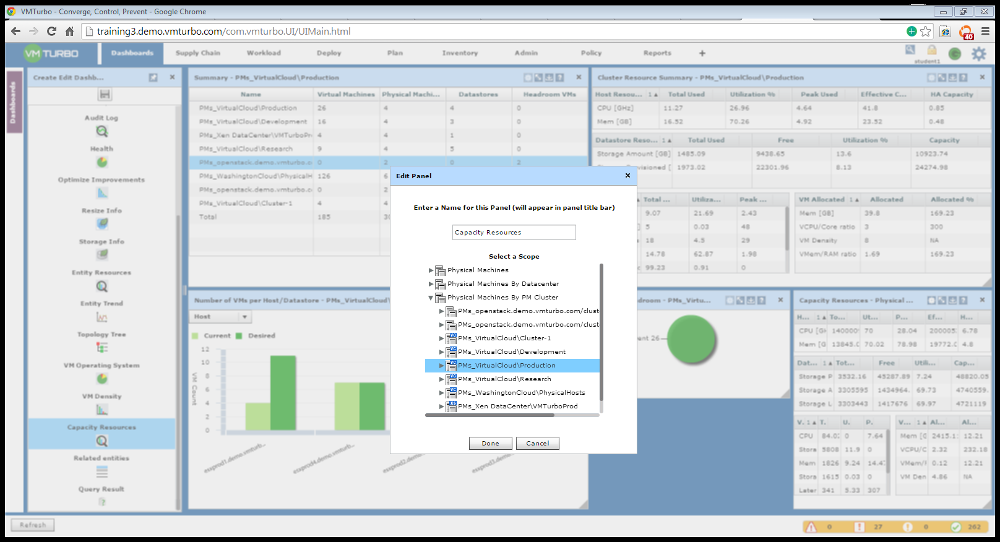 VMTurbo - Converge, Control, Prevent - Google Chrome
training3.demo.vmturbo.com/com.vmturbo.UI/UIMain.html
40
VMTURBO
Dashboards
Supply Chain
Workload
Deploy
Plan
Inventory
Admin
Policy
Reports
+
student1
Dashboards
Create Edit Dashb...
Audit Log
Health
Optimize Improvements
Resize Info
Storage Info
Entity Resources
Entity Trend
Topology Tree
VM Operating System
VM Density
Capacity Resources
Related entities
Query Result
Summary - PMs_VirtualCloud\Production
Name Virtual Machines Physical Machi... Datastores Headroom VMs
PMs_VirtualCloud\Production 26 4 4 0
PMs_VirtualCloud\Development 16 4 3 0
PMs_Xen DataCenter\VMTurboPr 4 4 1 0
PMs_VirtualCloud\Research 9 4 5 0
PMs_openstack.demo.vmturbo.c 0 2 0 2
PMs_WashingtonCloud\PhysicalH 126 6
PMs_openstack.demo.vmturbo.c 0 2
PMs_VirtualCloud\Cluster-1 4 4
Total 185 30
Cluster Resource Summary - PMs_VirtualCloud\Production
Host Resou... 1 Total Used Utilization % Peak Used Effective C... HA Capacity
CPU [GHz] 11.27 26.96 4.64 41.8 0.85
Mem [GB] 16.52 70.26 4.92 23.52 0.48
Datastore Reso... 1 Total Used Free Utilization % Capacity
Storage Amount [GB] 1485.09 9438.65 13.6 10923.74
1973.02 22301.96 8.13 24274.98
Total ... Utiliza... Peak ...
9.07 21.69 2.43
5 0.03 48
18 4.5 29
14.78 62.87 1.98
99.23 0.91 0
VM Allocated 1 Allocated Allocated %
Mem [GB] 39.8 169.23
VCPU/Core ratio 3 300
VM Density 8 NA
VMem/RAM ratio 1.69 169.23
Edit Panel
Enter a Name for this Panel (will appear in panel title bar)
Capacity Resources
Select a Scope
Physical Machines
Physical Machines By Datacenter
Physical Machines By PM Cluster
PMs_openstack.demo.vmturbo.com/clust
PMs_openstack.demo.vmturbo.com/clust
PMs_VirtualCloud\Cluster-1
PMs_VirtualCloud\Development
PMs_VirtualCloud\Production
PMs_VirtualCloud\Research
PMs_WashingtonCloud\PhysicalHosts
PMs_Xen DataCenter\VMTurboProd
Done
Cancel
Number of VMs per Host/Datastore - PMs_VirtualCloud\
Host
Current Desired
12
10
8
6
4
2
0
VM Count
esxprod1.demo.vmturb...
esxprod4.demo.vmturb...
esxprod2.demo.vmtu
esxprod3.demo.vmtu
droom - PMs_Virtu...
ent 26
Capacity Resources - Physical ...
H... 1 To... Ut... P... Ef... H...
CPU [GH 140000 70 28.04 200005 6.78
Mem [G 13845.0 70.02 78.98 19772.0 4.8
Dat... 1 Tot... Free Utili... Cap...
Storage P 3532.16 45287.89 7.24 48820.05
Storage A 3305595 1434964. 69.73 4740559.
Storage L 3303443 1417676 69.97 4721119
V. 1 T. U. P.
CPU 84.02 0 7.64
Stora 5808 11.9 0
Mem 1826 9.24 14.4
Stora 1615 0.03 0
Later 341 5.33 307
V... 1 Al... Al...
Mem [G 2415.1 12.21
VCPU/C 2.32 232.18
VMem/ 0.12 12.21
VM Den 4.86 NA
Refresh
0 27 0 262